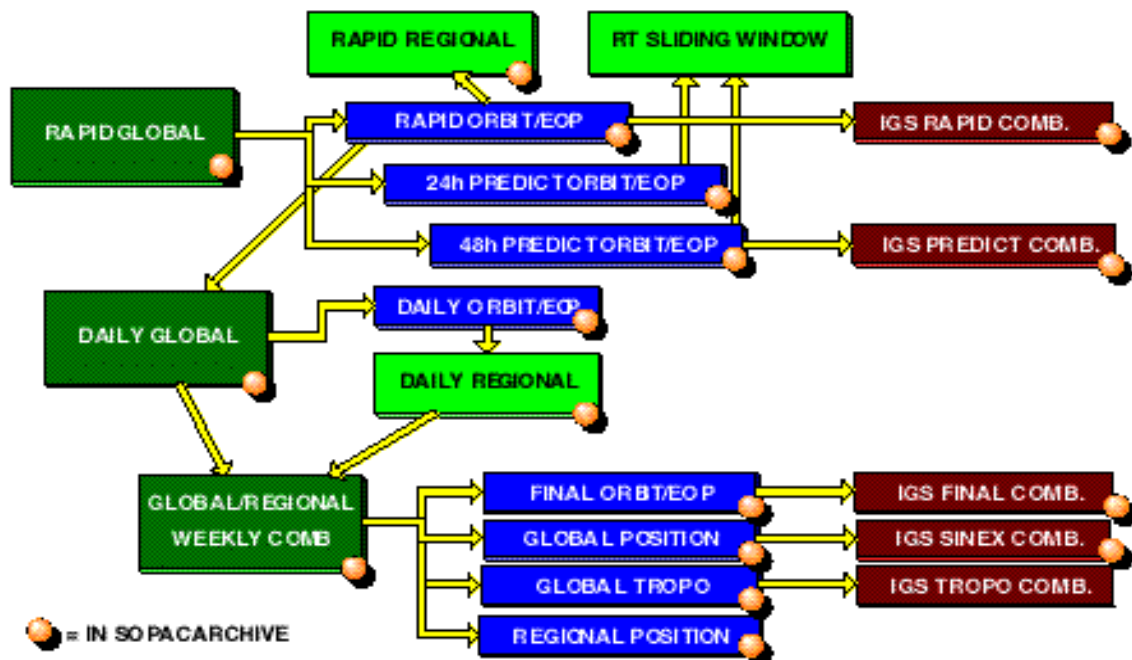 RAPID REGIONAL
RT SLIDING WINDOW
RAPID GLOBAL
RAPID ORBIT/EOP
IGS RAPID COMB.
24h PREDICT ORBIT/EOP
48h PREDICT ORBIT/EOP
IGS PREDICT COMB.
DAILY GLOBAL
DAILY ORBIT/EOP
DAILY REGIONAL
GLOBAL/REGIONAL
WEEKLY COMB
FINAL ORBT/EOP
IGS FINAL COMB.
GLOBAL POSITION
IGS SINEX COMB.
GLOBAL TROPO
IGS TROPO COMB.
REGIONAL POSITION
= IN SOPAC ARCHIVE